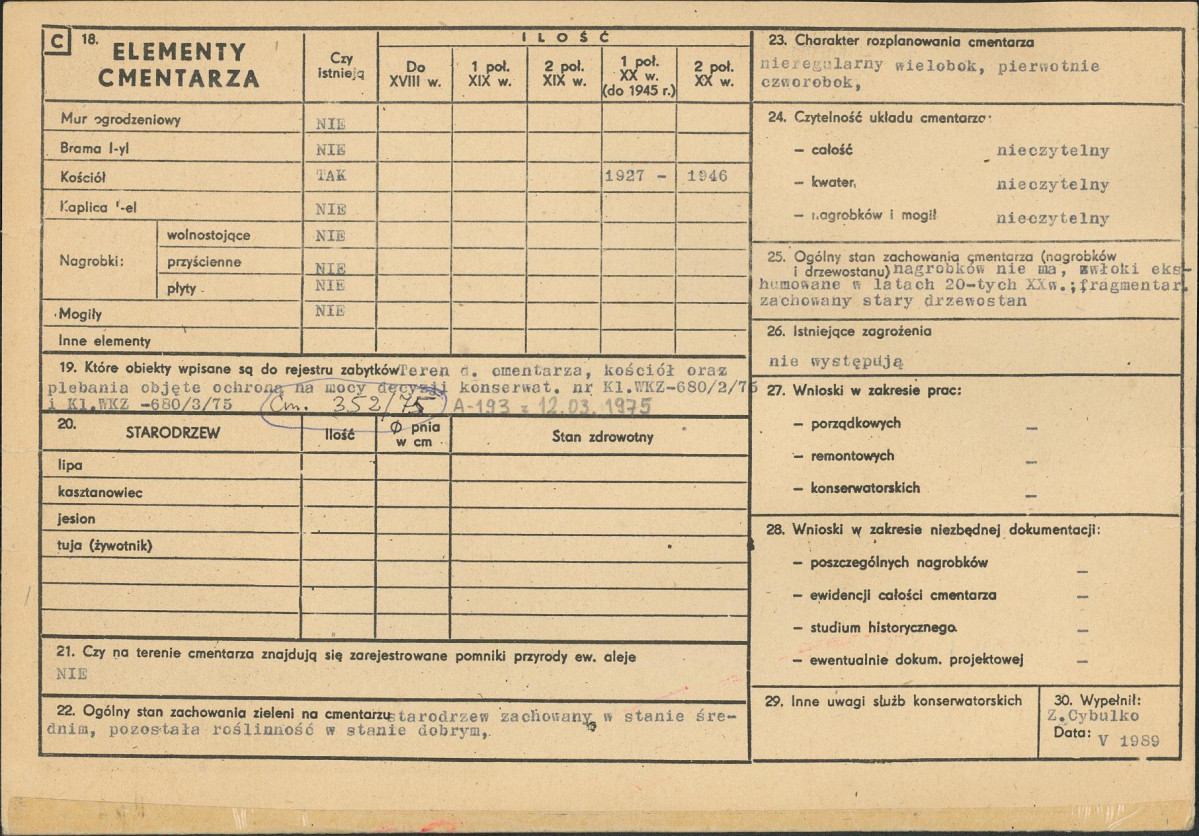 C 18. ELEMENTY CMENTARZA
Czy istnieją
ILOŚĆ
Do XVIII w.
1 poł. XIX w.
2 poł. XIX w.
1 poł. XX w. (do 1945 r.)
2 poł. XX w.
Mur ogrodzeniowy NIE
Brama /-y/ NIE
Kościół TAK 1927 - 1946
Kaplica /-e/ NIE
Nagrobki:
wolnostojące NIE
przyścienne NIE
płyty NIE
Mogiły NIE
Inne elementy
19. Które obiekty wpisane są do rejestru zabytków Teren d. cmentarza, kościół oraz
plebania objęte ochroną na mocy decyzji konserwat. nr Kl.WKZ-680/2/75
i Kl.WKZ -680/3/75 Cm. 352/75 A-193 z 12.03.1975
20. STARODRZEW
Ilość
Ø pnia w cm
Stan zdrowotny
lipa
kasztanowiec
jesion
tuja (żywotnik)
21. Czy na terenie cmentarza znajdują się zarejestrowane pomniki przyrody ew. aleje
NIE
22. Ogólny stan zachowania zieleni na cmentarzu starodrzew zachowany w stanie śre-
dnim, pozostała roślinność w stanie dobrym,
23. Charakter rozplanowania cmentarza
nieregularny wielobok, pierwotnie
czworobok,
24. Czytelność układu cmentarza:
– całość nieczytelny
– kwater, nieczytelny
– nagrobków i mogił nieczytelny
25. Ogólny stan zachowania cmentarza (nagrobków
i drzewostanu) nagrobków nie ma, zwłoki eks-
humowane w latach 20-tych XXw.;fragmentar.
zachowany stary drzewostan
26. Istniejące zagrożenia
nie występują
27. Wnioski w zakresie prac:
– porządkowych –
– remontowych –
– konserwatorskich –
28. Wnioski w zakresie niezbędnej dokumentacji:
– poszczególnych nagrobków –
– ewidencji całości cmentarza –
– studium historycznego –
– ewentualnie dokum. projektowej –
29. Inne uwagi służb konserwatorskich
30. Wypełnił:
Z.Cybulko
Data: V 1989